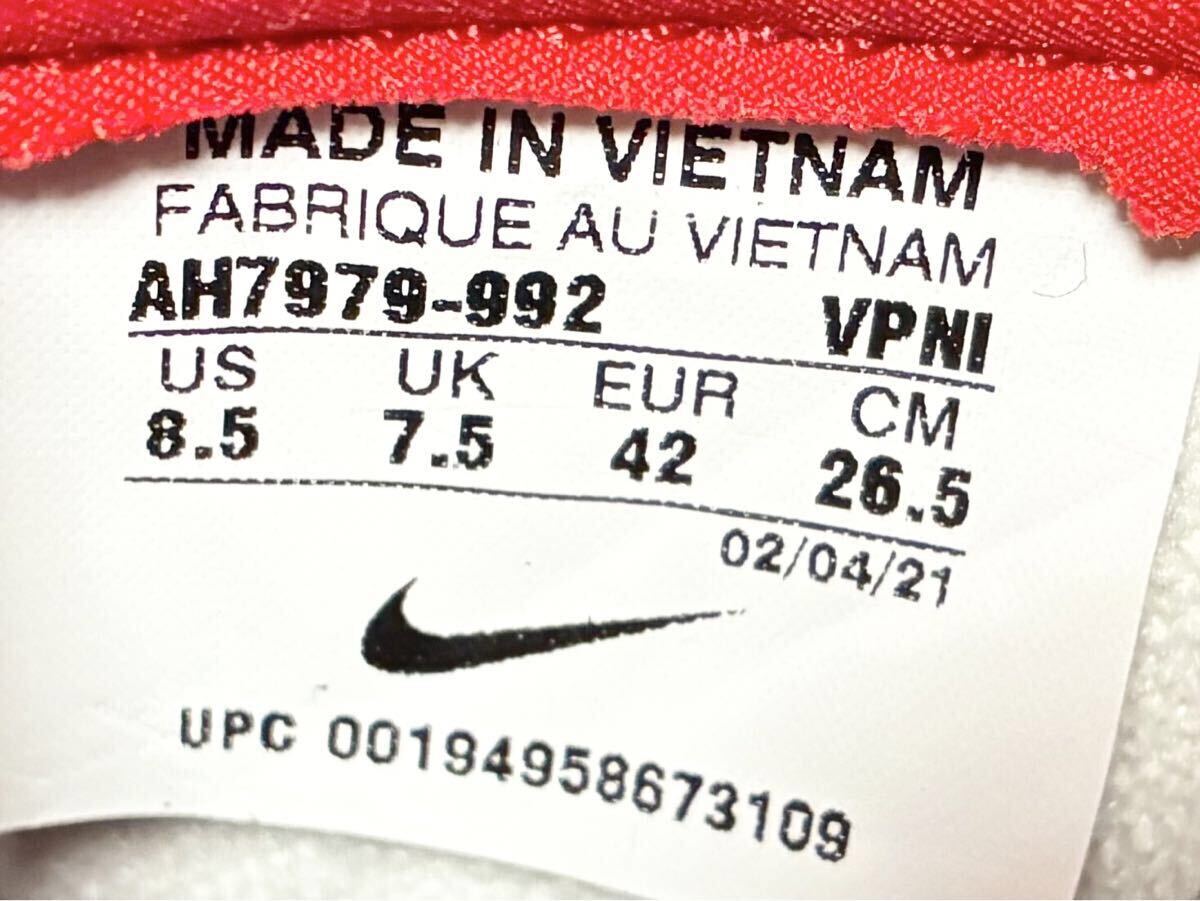 MADE IN VIETNAM
FABRIQUE AU VIETNAM
AH7979-992 VPNI
US UK EUR CM
8.5 7.5 42 26.5
02/04/21
UPC 00194958673109